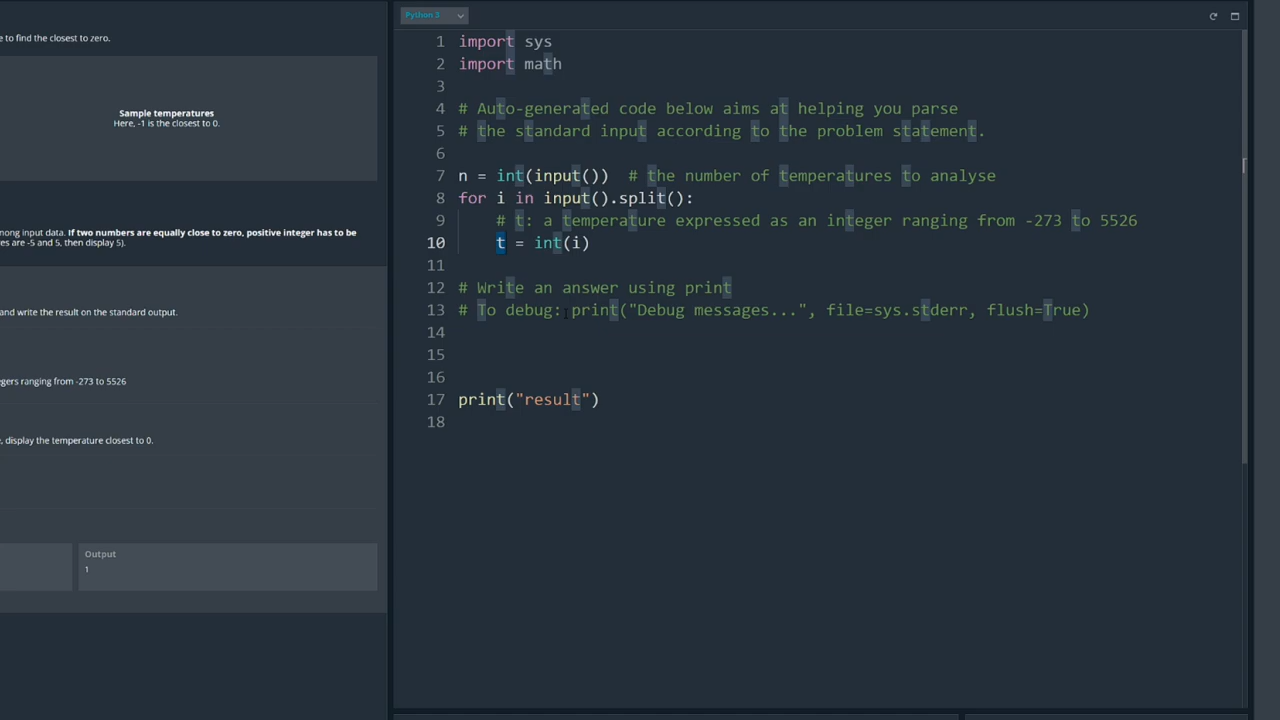 e to find the closest to zero.
Sample temperatures
Here, -1 is the closest to 0.
mong input data. If two numbers are equally close to zero, positive integer has to be
res are -5 and 5, then display 5).
and write the result on the standard output.
egers ranging from -273 to 5526
, display the temperature closest to 0.
Output
1
Python 3
1 import sys
2 import math
3
4 # Auto-generated code below aims at helping you parse
5 # the standard input according to the problem statement.
6
7 n = int(input())  # the number of temperatures to analyse
8 for i in input().split():
9     # t: a temperature expressed as an integer ranging from -273 to 5526
10     t = int(i)
11
12 # Write an answer using print
13 # To debug: print("Debug messages...", file=sys.stderr, flush=True)
14
15
16
17 print("result")
18